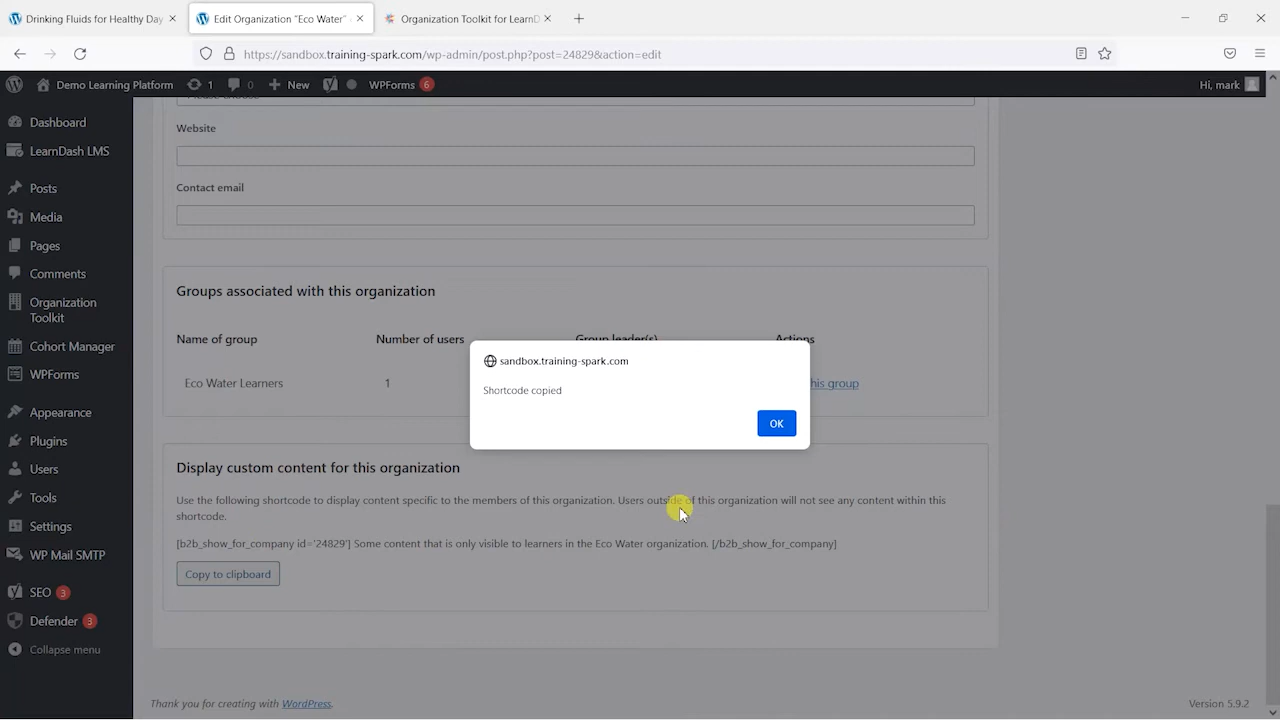 Drinking Fluids for Healthy Day
Edit Organization "Eco Water"
Organization Toolkit for LearnD
https://sandbox.training-spark.com/wp-admin/post.php?post=24829&action=edit
Demo Learning Platform 1 0 New WPForms 6 Hi, mark
Dashboard
LearnDash LMS
Posts
Media
Pages
Comments
Organization
Toolkit
Cohort Manager
WPForms
Appearance
Plugins
Users
Tools
Settings
WP Mail SMTP
SEO 3
Defender 3
Collapse menu
Website
Contact email
Groups associated with this organization
Name of group Number of users Group leader(s) Actions
Eco Water Learners 1 his group
sandbox.training-spark.com
Shortcode copied
OK
Display custom content for this organization
Use the following shortcode to display content specific to the members of this organization. Users outside of this organization will not see any content within this
shortcode.
[b2b_show_for_company id='24829'] Some content that is only visible to learners in the Eco Water organization. [/b2b_show_for_company]
Copy to clipboard
Thank you for creating with WordPress.
Version 5.9.2